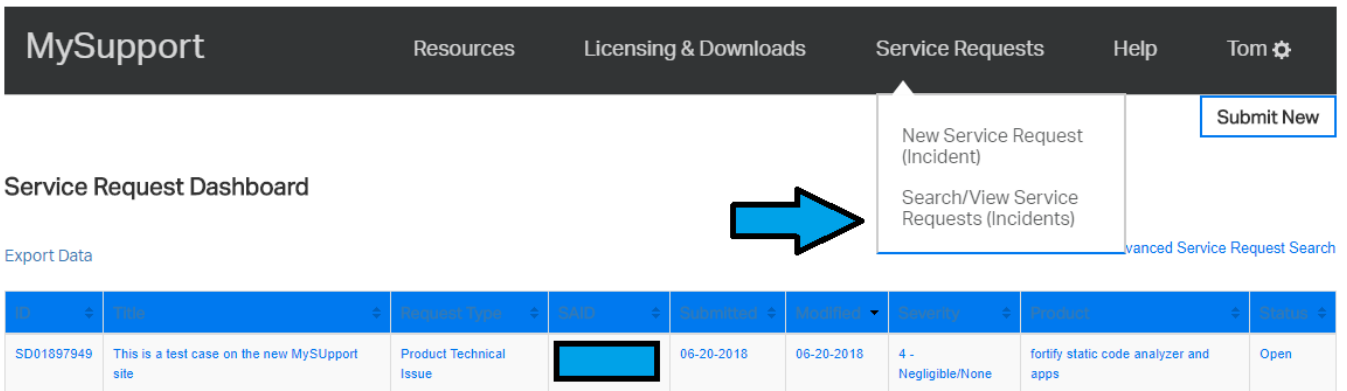 MySupport
Resources
Licensing & Downloads
Service Requests
Help
Tom
New Service Request
(Incident)
Search/View Service
Requests (Incidents)
Submit New
Service Request Dashboard
Export Data
vanced Service Request Search
ID Title Request Type SAID Submitted Modified Severity Product Status
SD01897949 This is a test case on the new MySUpport Product Technical 06-20-2018 06-20-2018 4 - fortify static code analyzer and Open
site Issue Negligible/None apps